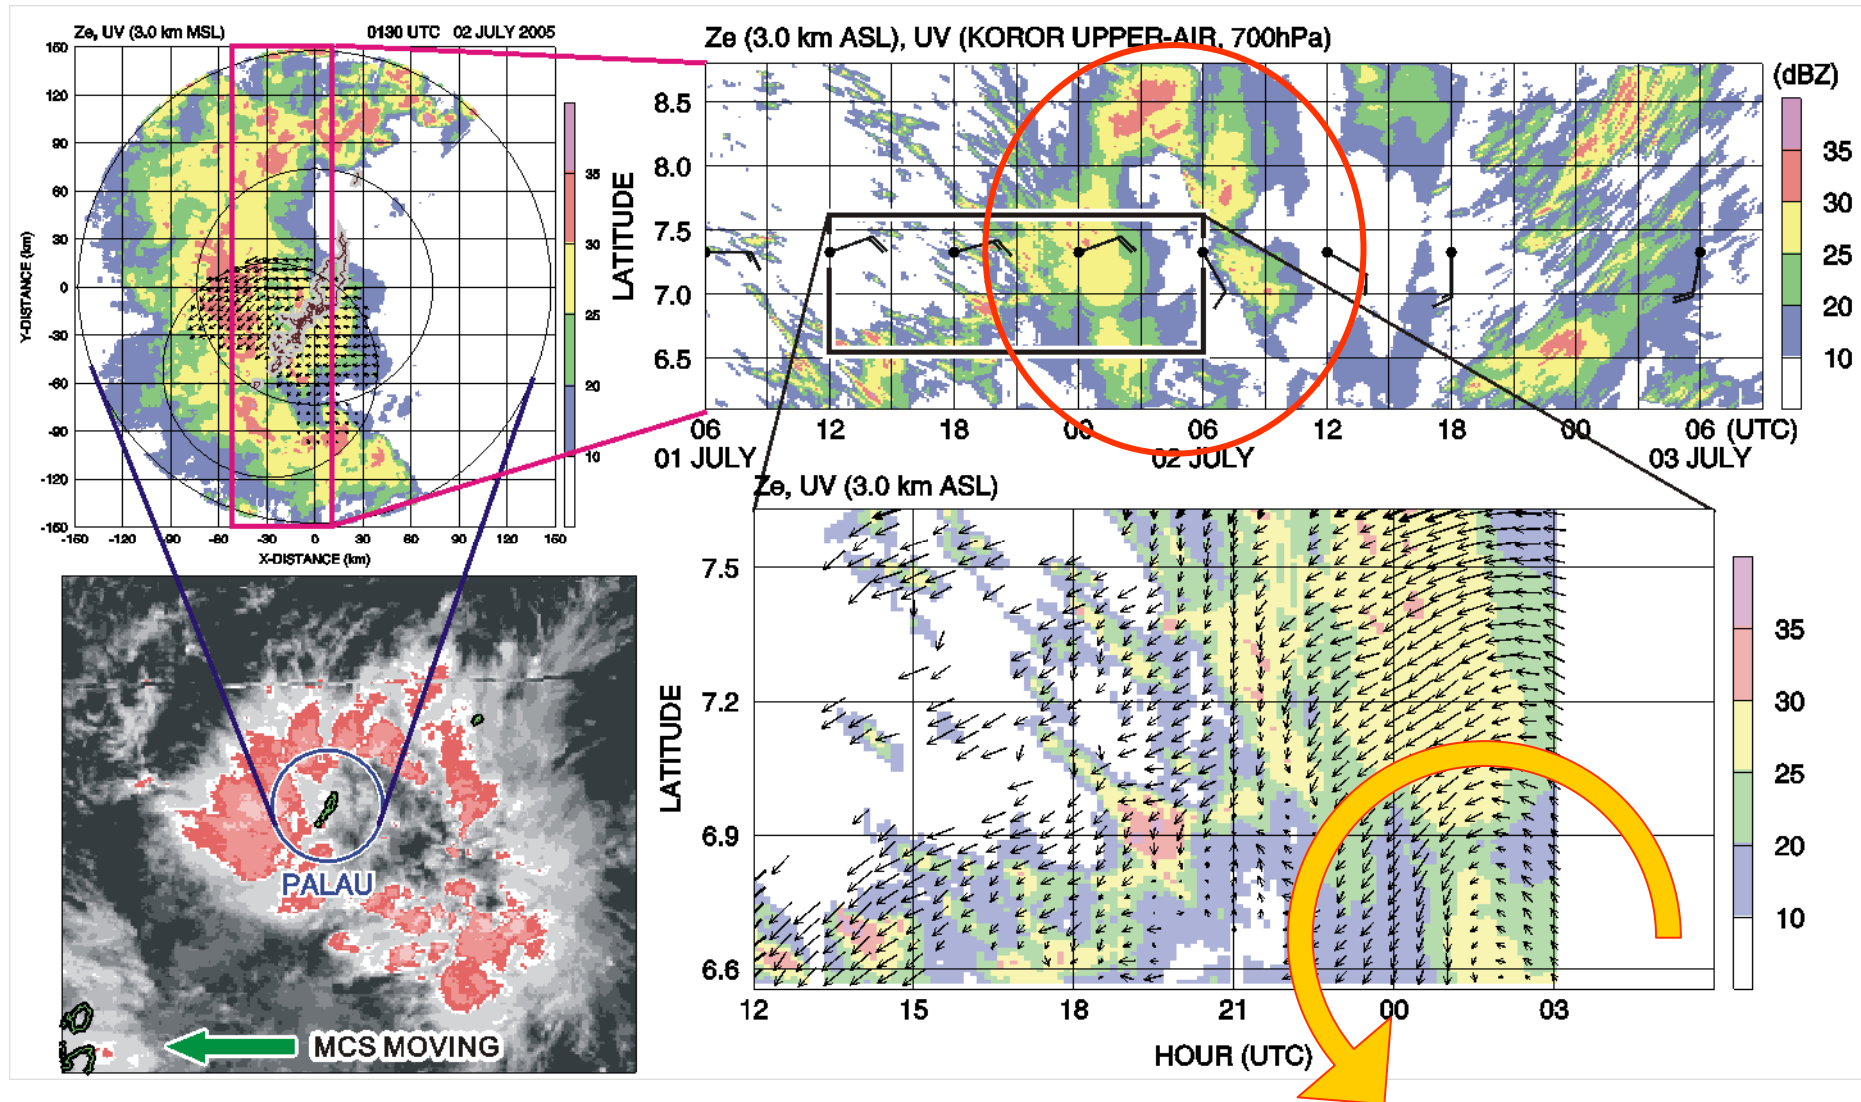 Ze, UV (3.0 km MSL)
0130 UTC 02 JULY 2005
150
120
90
60
30
0
-30
-60
-90
-120
-150
Y-DISTANCE (km)
-150 -120 -90 -60 -30 0 30 60 90 120 150
X-DISTANCE (km)
35
30
25
20
10
Ze (3.0 km ASL), UV (KOROR UPPER-AIR, 700hPa)
LATITUDE
8.5
8.0
7.5
7.0
6.5
06 12 18 00 06 12 18 00 06 (UTC)
01 JULY 02 JULY 03 JULY
(dBZ)
35
30
25
20
10
Ze, UV (3.0 km ASL)
LATITUDE
7.5
7.2
6.9
6.6
12 15 18 21 00 03
HOUR (UTC)
35
30
25
20
10
PALAU
MCS MOVING